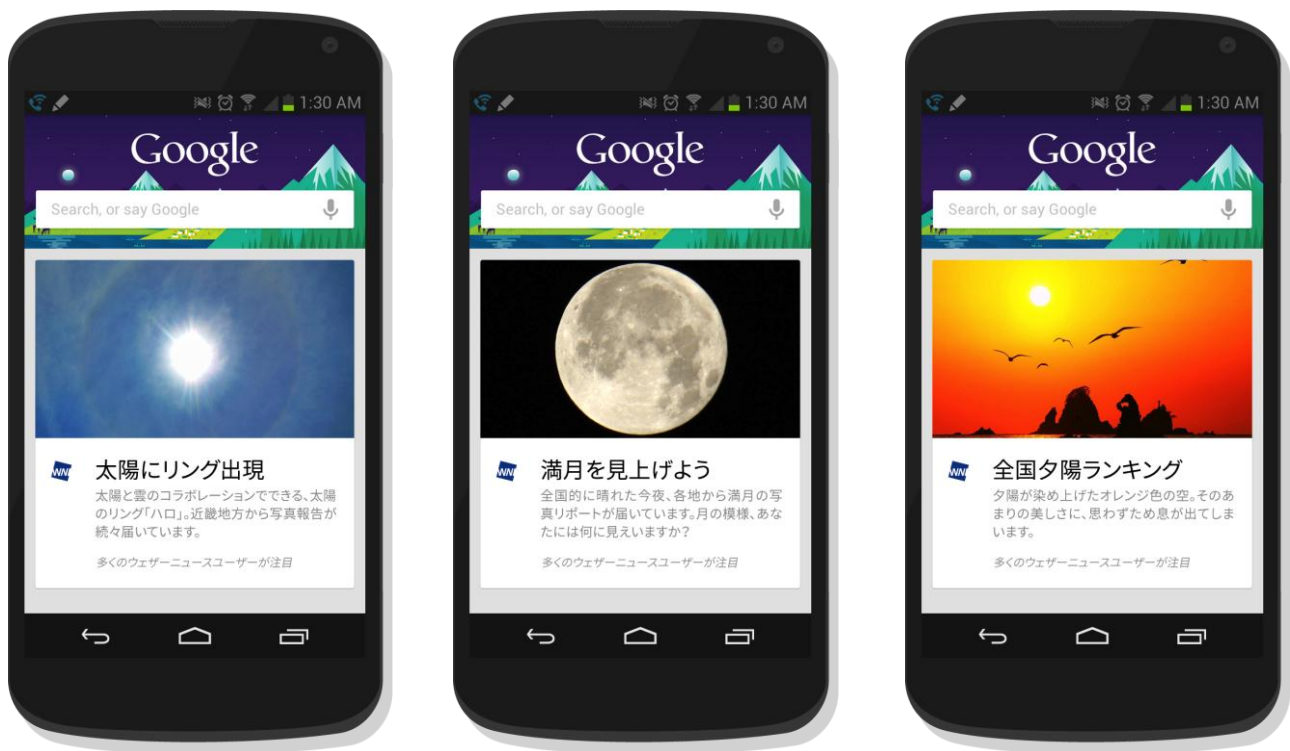 1:30 AM
Google
Search, or say Google
WNI
太陽にリング出現
太陽と雲のコラボレーションでできる、太陽
のリング「ハロ」。近畿地方から写真報告が
続々届いています。
多くのウェザーニュースユーザーが注目
1:30 AM
Google
Search, or say Google
WNI
満月を見上げよう
全国的に晴れた今夜、各地から満月の写
真リポートが届いています。月の模様、あな
たには何に見えいますか？
多くのウェザーニュースユーザーが注目
1:30 AM
Google
Search, or say Google
WNI
全国夕陽ランキング
夕陽が染め上げたオレンジ色の空。そのあ
まりの美しさに、思わずため息が出てしま
います。
多くのウェザーニュースユーザーが注目